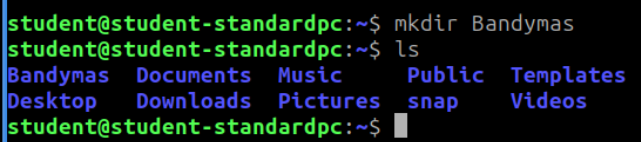 student@student-standardpc:~$ mkdir Bandymas
student@student-standardpc:~$ ls
Bandymas  Documents  Music     Public  Templates
Desktop   Downloads  Pictures  snap    Videos
student@student-standardpc:~$